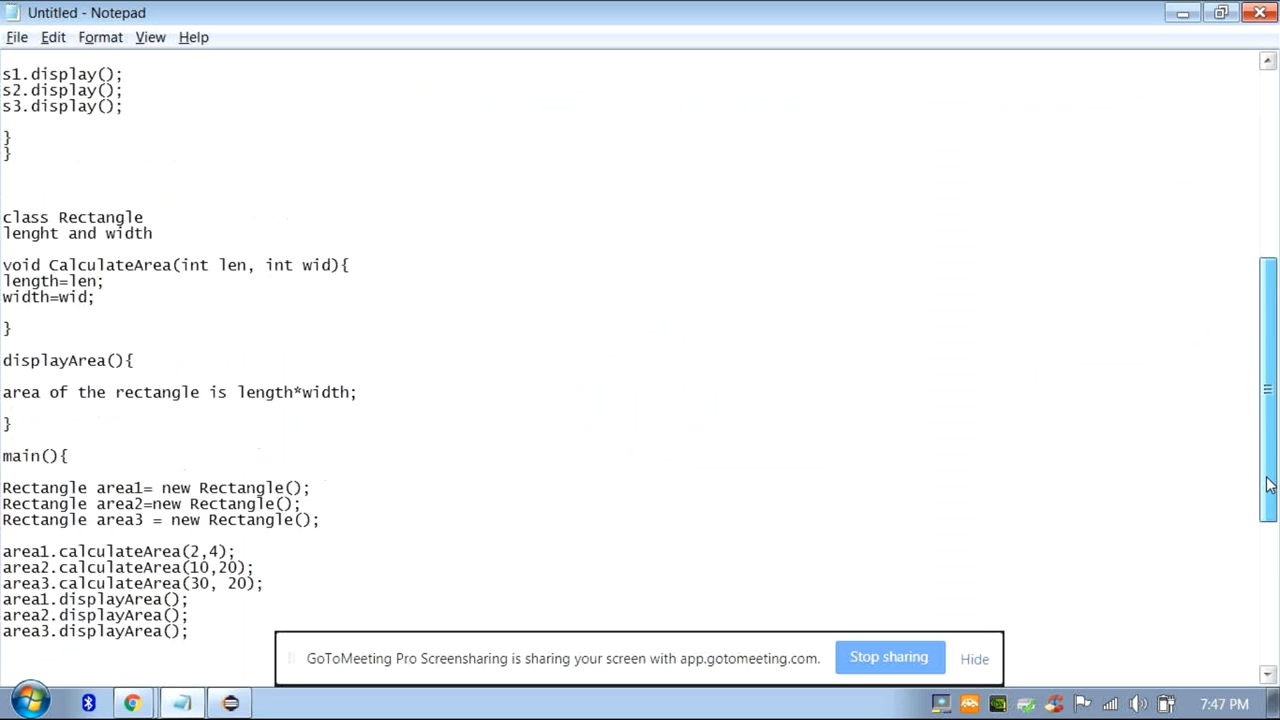 Untitled - Notepad
File Edit Format View Help
s1.display();
s2.display();
s3.display();
}
}
class Rectangle
lenght and width
void CalculateArea(int len, int wid){
length=len;
width=wid;
}
displayArea(){
area of the rectangle is length*width;
}
main(){
Rectangle area1= new Rectangle();
Rectangle area2=new Rectangle();
Rectangle area3 = new Rectangle();
area1.calculateArea(2,4);
area2.calculateArea(10,20);
area3.calculateArea(30, 20);
area1.displayArea();
area2.displayArea();
area3.displayArea();
GoToMeeting Pro Screensharing is sharing your screen with app.gotomeeting.com. Stop sharing Hide
7:47 PM